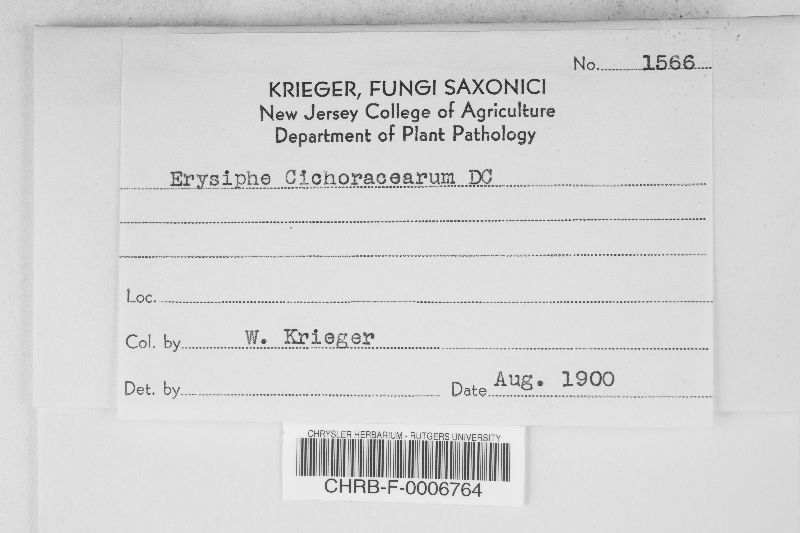 No. 1566
KRIEGER, FUNGI SAXONICI
New Jersey College of Agriculture
Department of Plant Pathology
Erysiphe Cichoracearum DC
Loc.
Col. by W. Krieger
Det. by Date Aug. 1900
CHRYSLER HERBARIUM - RUTGERS UNIVERSITY
CHRB-F-0006764